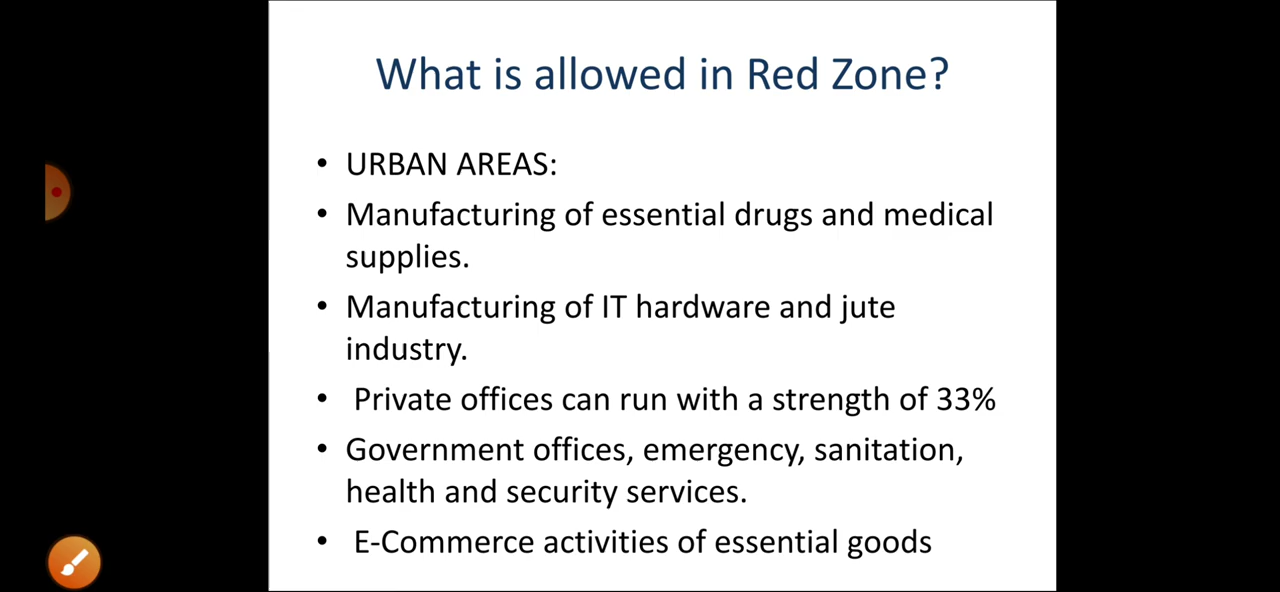 What is allowed in Red Zone?
• URBAN AREAS:
• Manufacturing of essential drugs and medical
supplies.
• Manufacturing of IT hardware and jute
industry.
• Private offices can run with a strength of 33%
• Government offices, emergency, sanitation,
health and security services.
• E-Commerce activities of essential goods